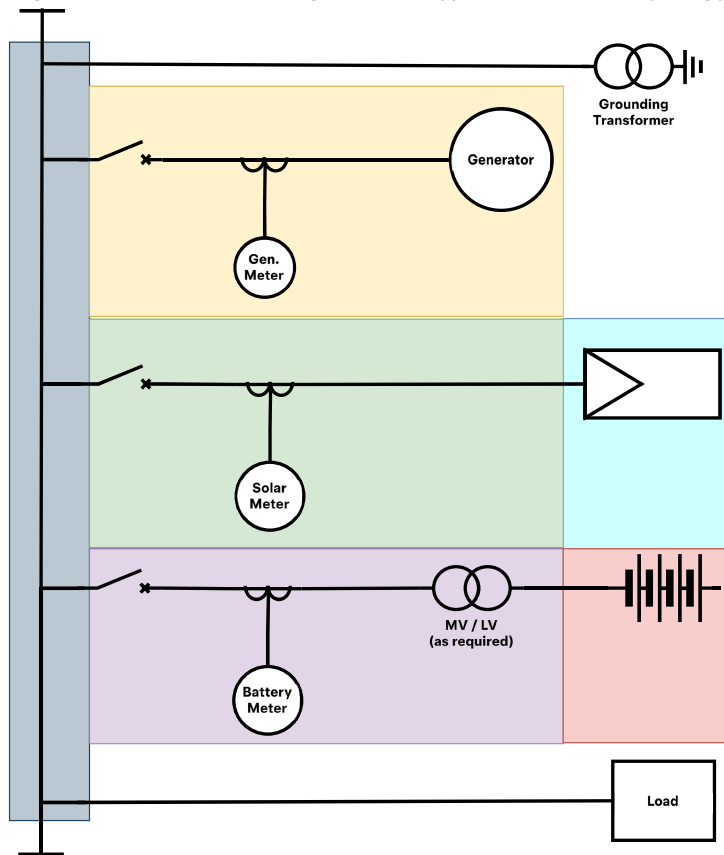 Grounding
Transformer
Generator
Gen.
Meter
Solar
Meter
MV / LV
(as required)
Battery
Meter
Load